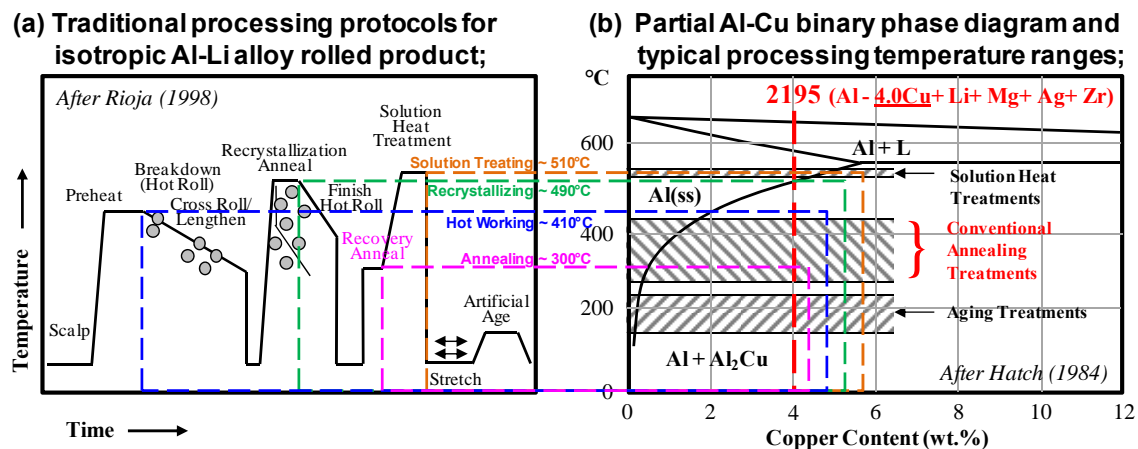 (a) Traditional processing protocols for
isotropic Al-Li alloy rolled product;
After Rioja (1998)
Solution
Heat
Treatment
Recrystallization
Anneal
Breakdown
(Hot Roll)
Preheat
Cross Roll/
Lengthen
Finish
Hot Roll
Recovery
Anneal
Artificial
Age
Scalp
Stretch
Temperature
Time
Solution Treating ~ 510°C
Recrystallizing ~ 490°C
Hot Working ~ 410°C
Annealing ~ 300°C
(b) Partial Al-Cu binary phase diagram and
typical processing temperature ranges;
°C
2195 (Al - 4.0Cu+ Li+ Mg+ Ag+ Zr)
600
400
200
0
Al + L
Al(ss)
Solution Heat
Treatments
Conventional
Annealing
Treatments
Aging Treatments
Al + Al₂Cu
After Hatch (1984)
0 2 4 6 8 10 12
Copper Content (wt.%)